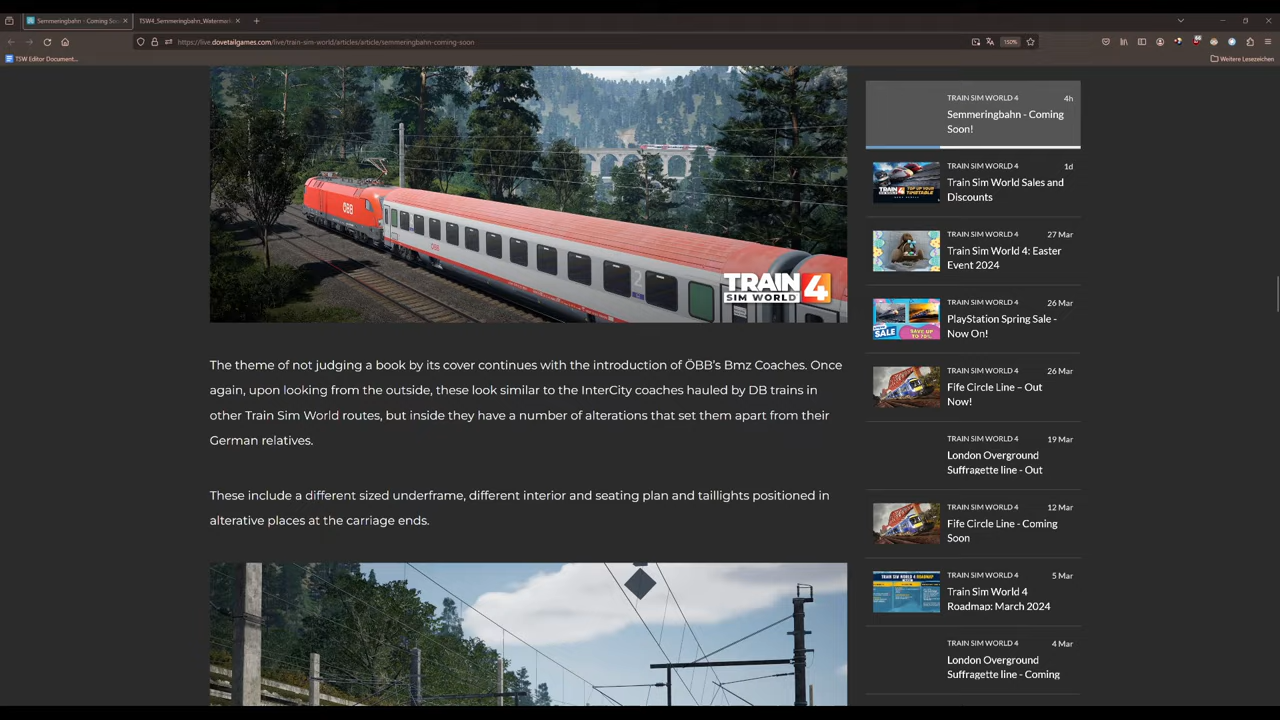 Semmeringbahn - Coming Soo
TSW4_Semmeringbahn_Waterma
https://live.dovetailgames.com/live/train-sim-world/articles/article/semmeringbahn-coming-soon
150%
TSW Editor Document...
Weitere Lesezeichen
ÖBB
2
TRAIN 4
SIM WORLD
The theme of not judging a book by its cover continues with the introduction of ÖBB's Bmz Coaches. Once
again, upon looking from the outside, these look similar to the InterCity coaches hauled by DB trains in
other Train Sim World routes, but inside they have a number of alterations that set them apart from their
German relatives.
These include a different sized underframe, different interior and seating plan and taillights positioned in
alterative places at the carriage ends.
TRAIN SIM WORLD 4 4h
Semmeringbahn - Coming
Soon!
TRAIN SIM WORLD 4 1d
Train Sim World Sales and
Discounts
TRAIN SIM WORLD 4 27 Mar
Train Sim World 4: Easter
Event 2024
TRAIN SIM WORLD 4 26 Mar
PlayStation Spring Sale -
Now On!
TRAIN SIM WORLD 4 26 Mar
Fife Circle Line – Out
Now!
TRAIN SIM WORLD 4 19 Mar
London Overground
Suffragette line - Out
TRAIN SIM WORLD 4 12 Mar
Fife Circle Line - Coming
Soon
TRAIN SIM WORLD 4 5 Mar
Train Sim World 4
Roadmap: March 2024
TRAIN SIM WORLD 4 4 Mar
London Overground
Suffragette line - Coming